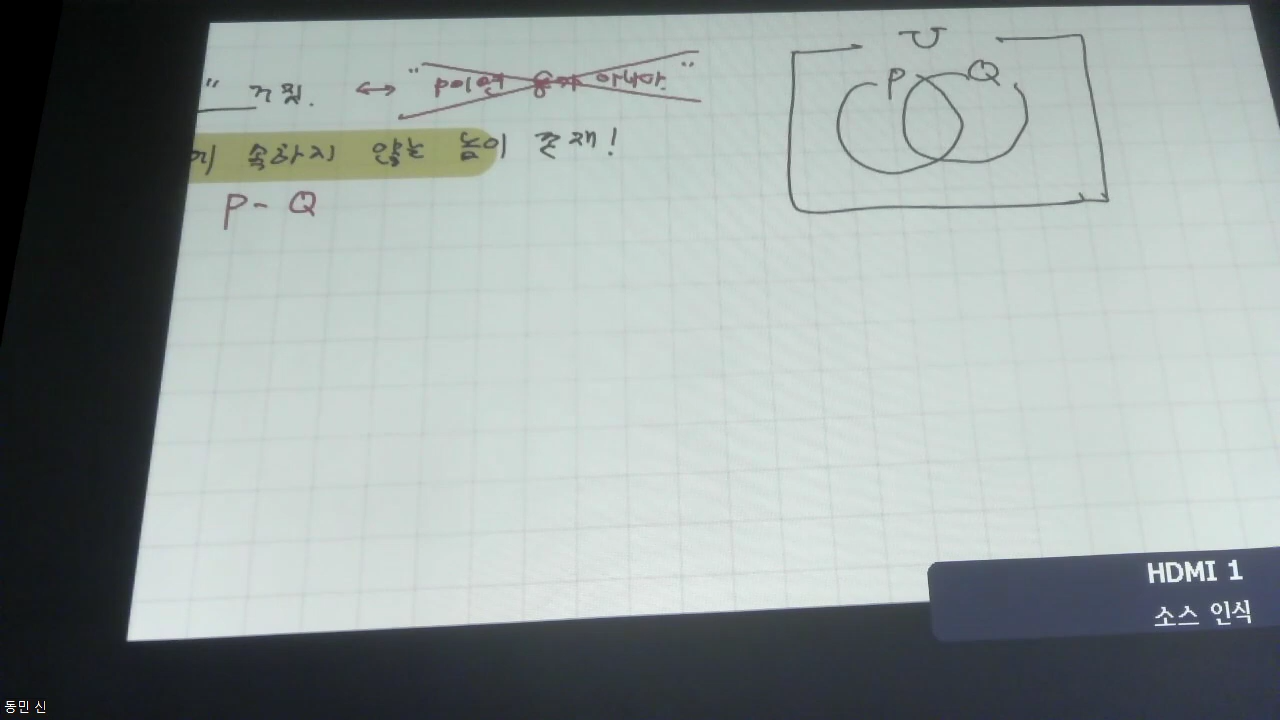 " 거짓. ↔ "p이면 q가 아니다."
에 속하지 않는 놈이 존재!
P - Q
U
P Q
HDMI 1
소스 인식
동민 신